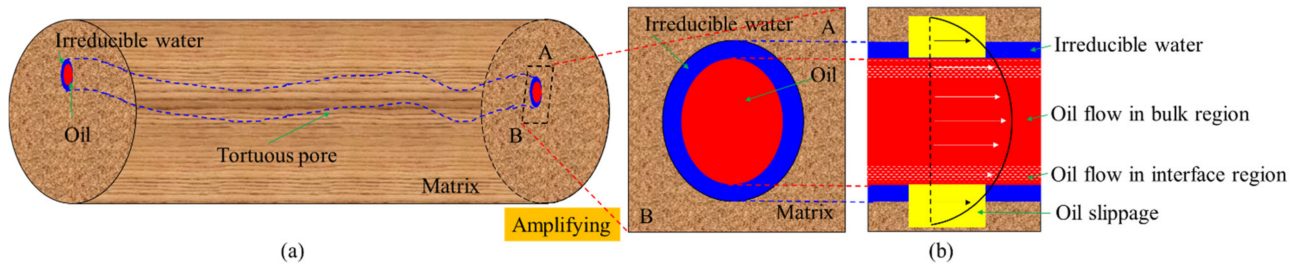 Irreducible water
Oil
A
B
Tortuous pore
Matrix
Amplifying
(a)
Irreducible water
A
Oil
B
Matrix
Irreducible water
Oil flow in bulk region
Oil flow in interface region
Oil slippage
(b)